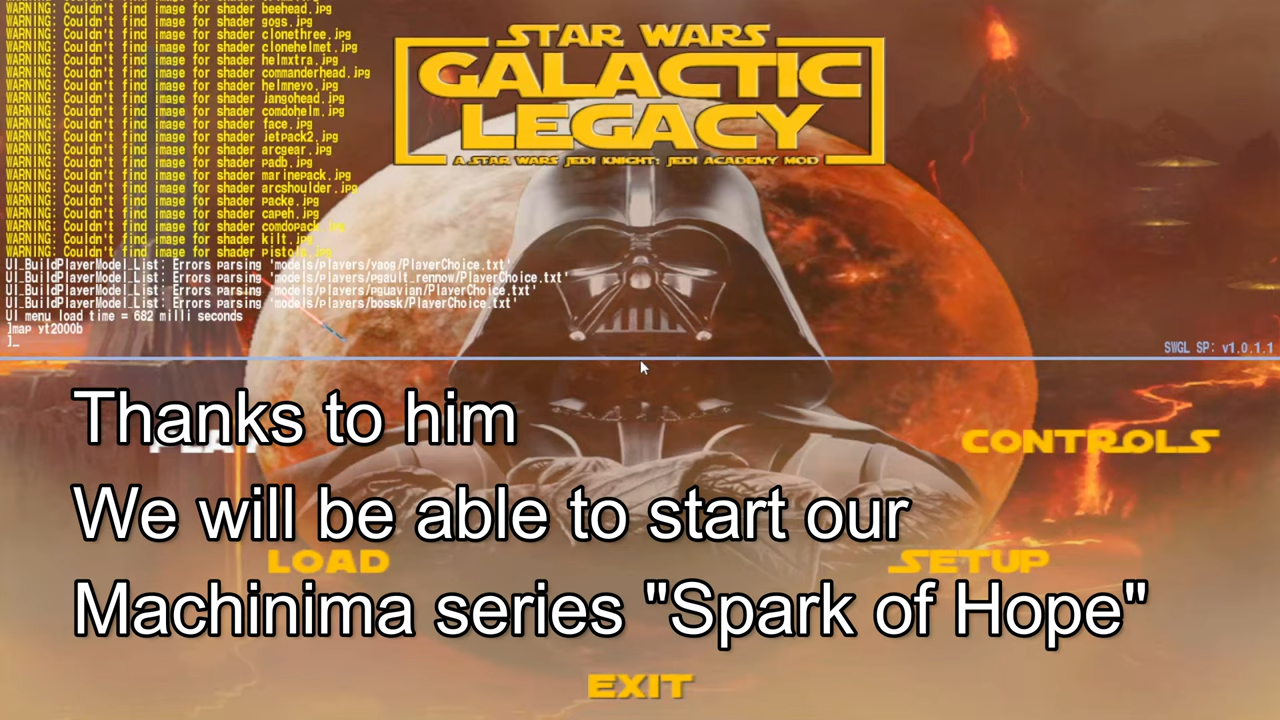 WARNING: Couldn't find image for shader beehead.jpg
WARNING: Couldn't find image for shader gogs.jpg
WARNING: Couldn't find image for shader clonethree.jpg
WARNING: Couldn't find image for shader clonehelmet.jpg
WARNING: Couldn't find image for shader helmxtra.jpg
WARNING: Couldn't find image for shader commanderhead.jpg
WARNING: Couldn't find image for shader helmneyo.jpg
WARNING: Couldn't find image for shader jangohead.jpg
WARNING: Couldn't find image for shader comdohelm.jpg
WARNING: Couldn't find image for shader face.jpg
WARNING: Couldn't find image for shader jetpack2.jpg
WARNING: Couldn't find image for shader arcgear.jpg
WARNING: Couldn't find image for shader padb.jpg
WARNING: Couldn't find image for shader marinepack.jpg
WARNING: Couldn't find image for shader arcshoulder.jpg
WARNING: Couldn't find image for shader packe.jpg
WARNING: Couldn't find image for shader capeh.jpg
WARNING: Couldn't find image for shader comdopack.jpg
WARNING: Couldn't find image for shader kilt.jpg
WARNING: Couldn't find image for shader pistolo.jpg
UI_BuildPlayerModel_List: Errors parsing 'models/players/yaog/PlayerChoice.txt'
UI_BuildPlayerModel_List: Errors parsing 'models/players/pgault_rennow/PlayerChoice.txt'
UI_BuildPlayerModel_List: Errors parsing 'models/players/pguavian/PlayerChoice.txt'
UI_BuildPlayerModel_List: Errors parsing 'models/players/bossk/PlayerChoice.txt'
UI menu load time = 682 milli seconds
]map yt2000b
]_
STAR WARS
GALACTIC
LEGACY
A STAR WARS JEDI KNIGHT: JEDI ACADEMY MOD
SWGL SP: v1.0.1.1
Thanks to him
PLAY
CONTROLS
We will be able to start our
LOAD
SETUP
Machinima series "Spark of Hope"
EXIT